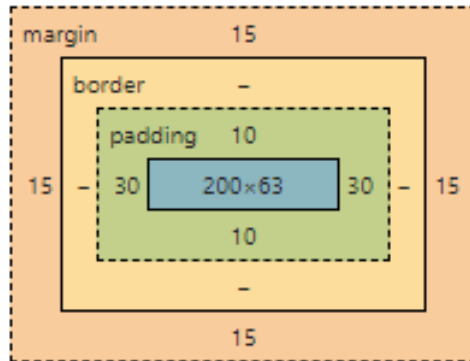 margin 15
border –
padding 10
15 – 30 200×63 30 – 15
10
–
15